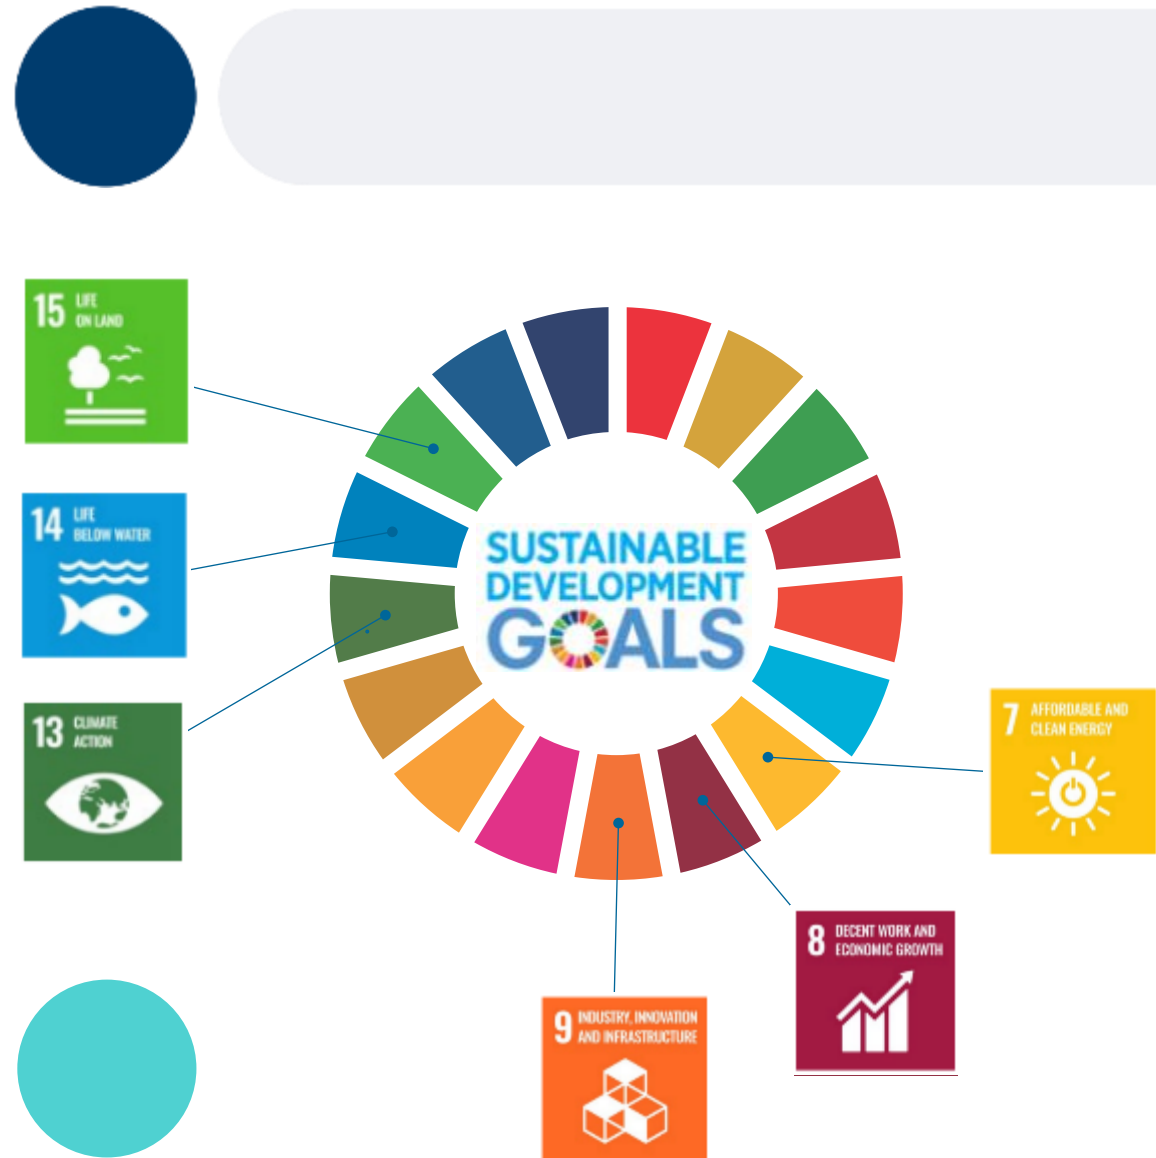 15 LIFE
ON LAND
14 LIFE
BELOW WATER
13 CLIMATE
ACTION
SUSTAINABLE
DEVELOPMENT
GOALS
7 AFFORDABLE AND
CLEAN ENERGY
8 DECENT WORK AND
ECONOMIC GROWTH
9 INDUSTRY, INNOVATION
AND INFRASTRUCTURE